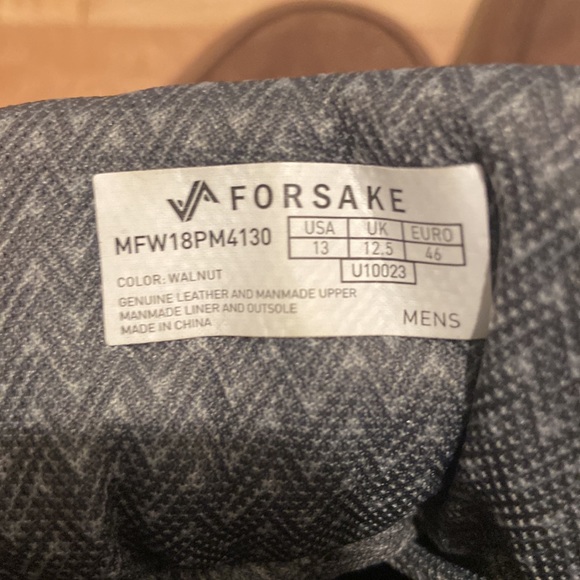 FORSAKE
MFW18PM4130
USA UK EURO
13 12.5 46
U10023
COLOR: WALNUT
GENUINE LEATHER AND MANMADE UPPER
MANMADE LINER AND OUTSOLE
MADE IN CHINA
MENS